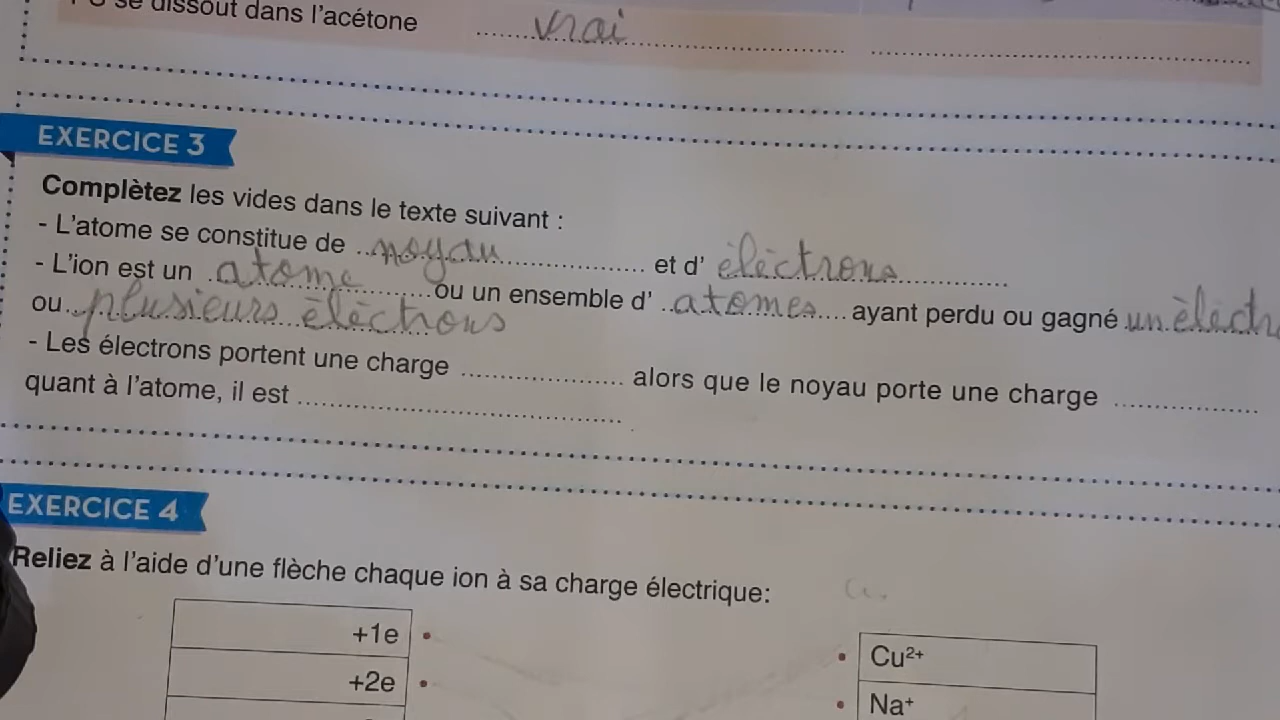 se dissout dans l'acétone vrai
EXERCICE 3
Complètez les vides dans le texte suivant :
- L'atome se constitue de noyau et d' élèctrons
- L'ion est un atome ou un ensemble d' atomes ayant perdu ou gagné un élèctr
ou plusieurs élèctrons
- Les électrons portent une charge alors que le noyau porte une charge
quant à l'atome, il est
EXERCICE 4
Reliez à l'aide d'une flèche chaque ion à sa charge électrique:
+1e
Cu²⁺
+2e
Na⁺